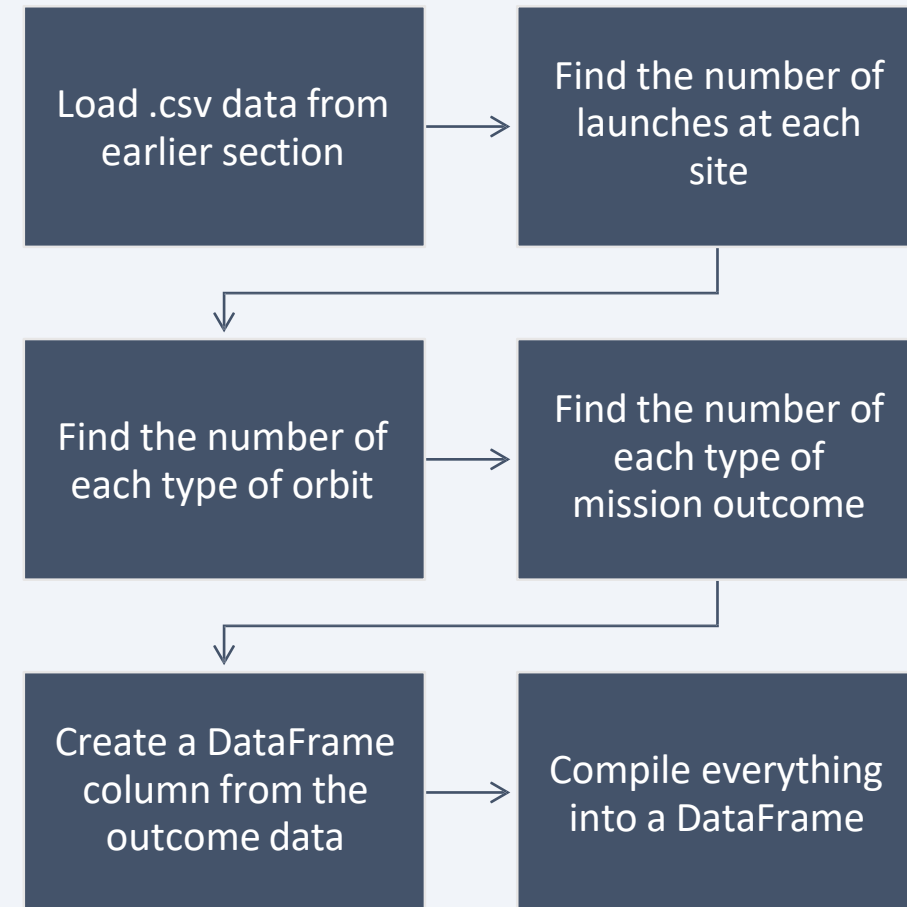 Load .csv data from
earlier section
Find the number of
launches at each
site
Find the number of
each type of orbit
Find the number of
each type of
mission outcome
Create a DataFrame
column from the
outcome data
Compile everything
into a DataFrame